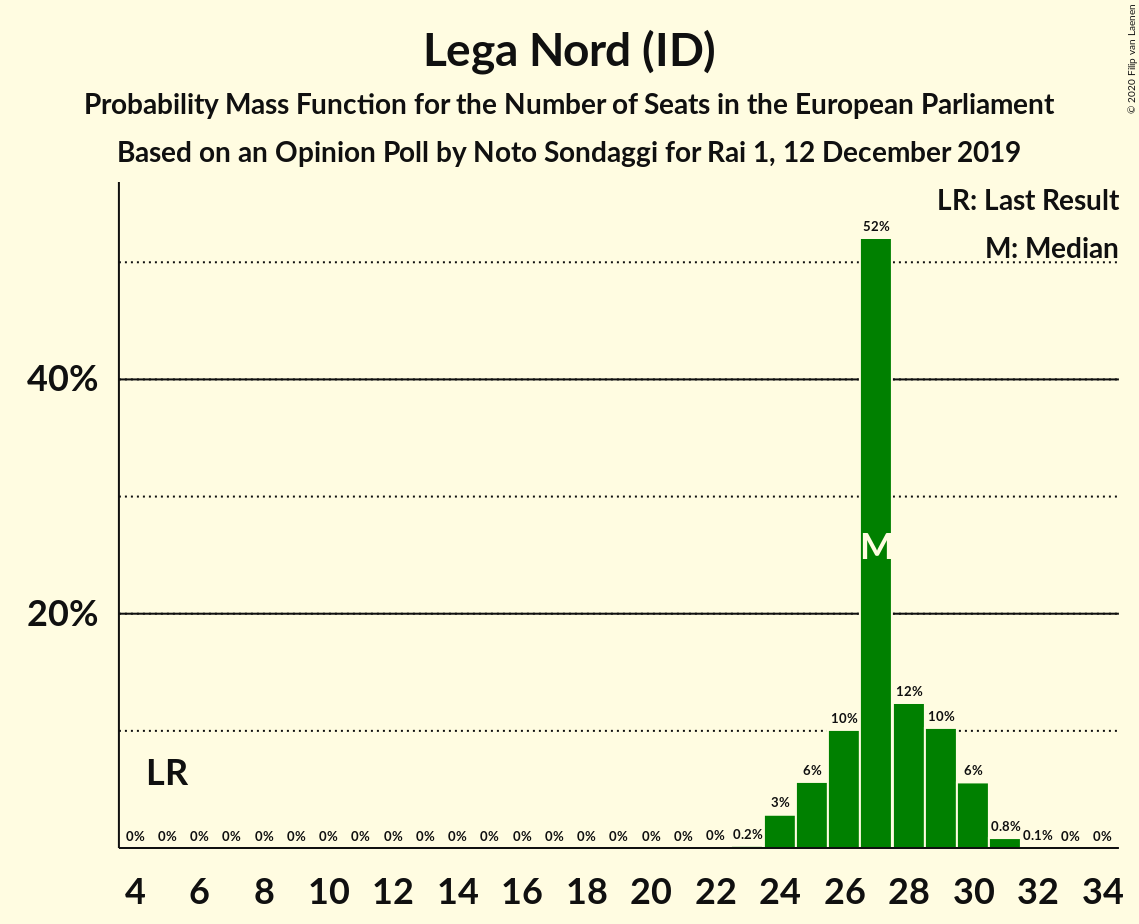 Lega Nord (ID)
Probability Mass Function for the Number of Seats in the European Parliament
Based on an Opinion Poll by Noto Sondaggi for Rai 1, 12 December 2019
© 2020 Filip van Laenen
LR: Last Result
M: Median
52%
40%
M
20%
12%
10%
10%
LR
6%
6%
3%
0% 0% 0% 0% 0% 0% 0% 0% 0% 0% 0% 0% 0% 0% 0% 0% 0% 0% 0% 0.2% 0.8% 0.1% 0% 0%
4 6 8 10 12 14 16 18 20 22 24 26 28 30 32 34